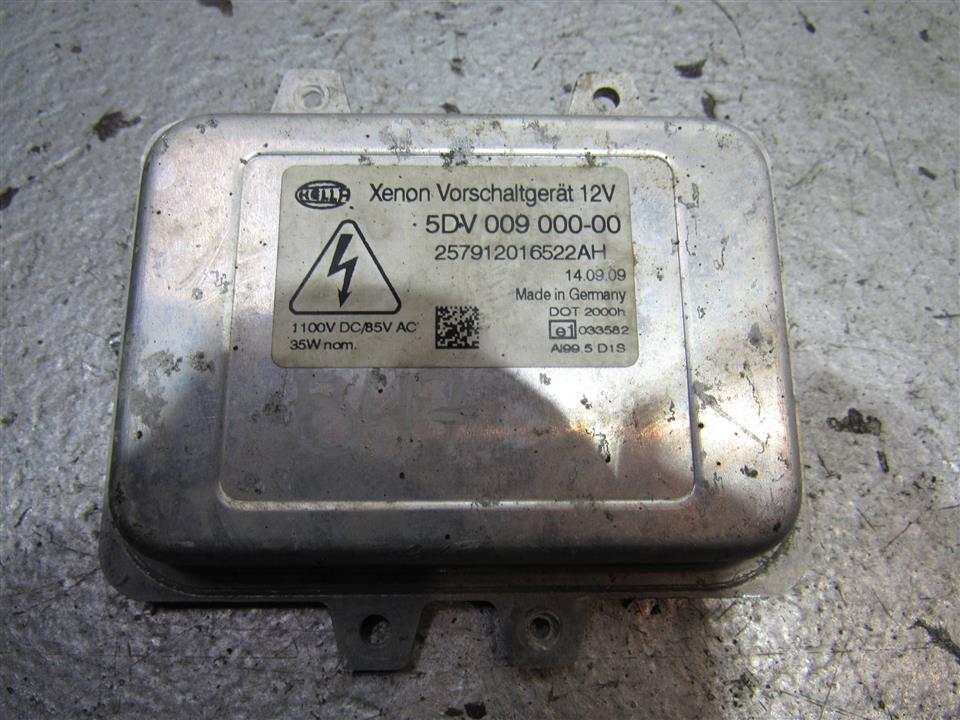 HELLA
Xenon Vorschaltgerät 12V
5DV 009 000-00
257912016522AH
14.09.09
Made in Germany
DOT 2000h
e1 033582
AI99.5 D1S
1100V DC/85V AC
35W nom.